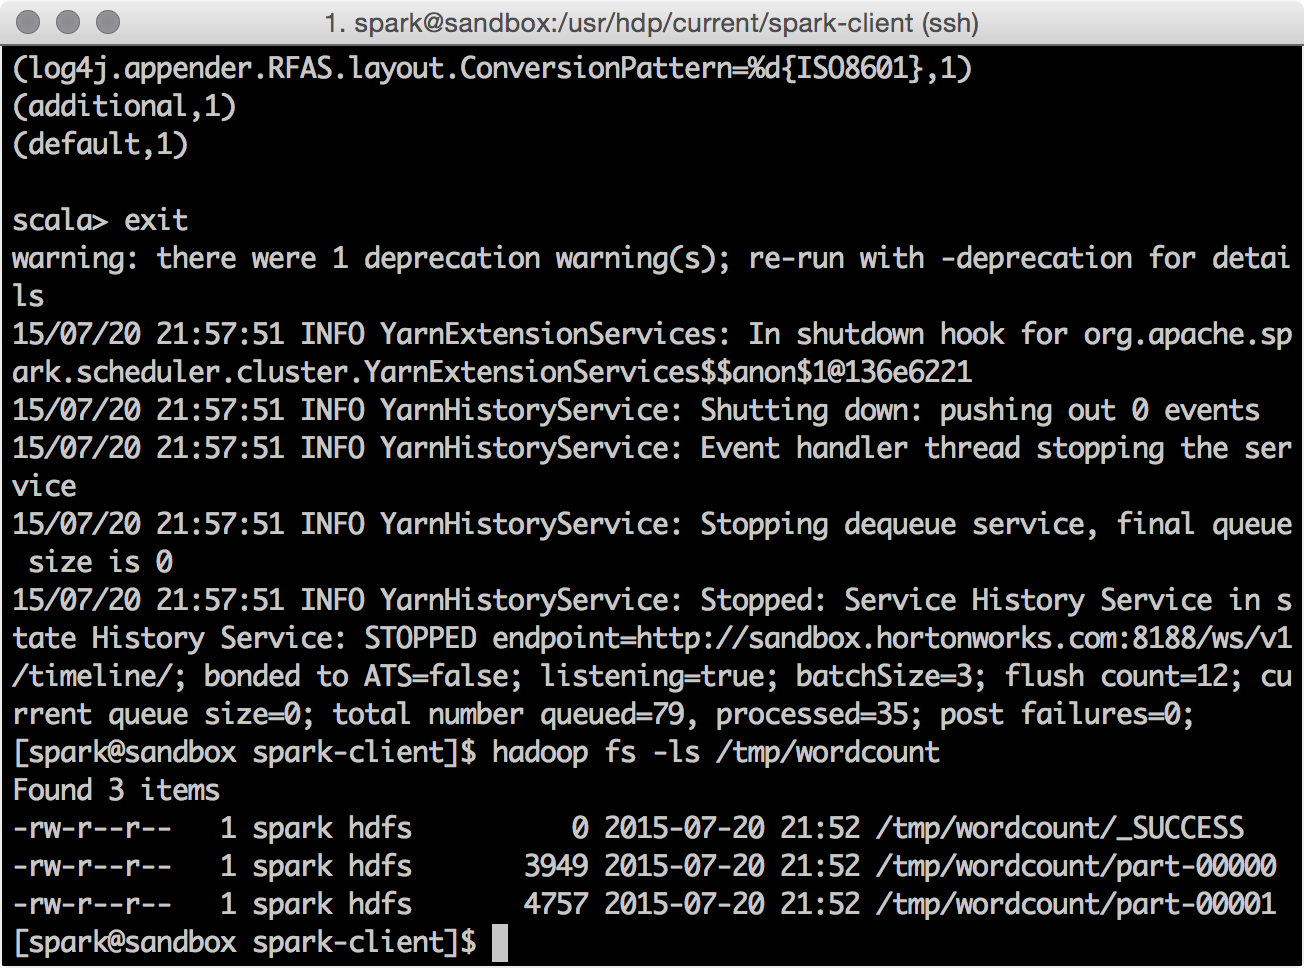 1. spark@sandbox:/usr/hdp/current/spark-client (ssh)
(log4j.appender.RFAS.layout.ConversionPattern=%d{ISO8601},1)
(additional,1)
(default,1)
scala> exit
warning: there were 1 deprecation warning(s); re-run with -deprecation for detai
ls
15/07/20 21:57:51 INFO YarnExtensionServices: In shutdown hook for org.apache.sp
ark.scheduler.cluster.YarnExtensionServices$$anon$1@136e6221
15/07/20 21:57:51 INFO YarnHistoryService: Shutting down: pushing out 0 events
15/07/20 21:57:51 INFO YarnHistoryService: Event handler thread stopping the ser
vice
15/07/20 21:57:51 INFO YarnHistoryService: Stopping dequeue service, final queue
 size is 0
15/07/20 21:57:51 INFO YarnHistoryService: Stopped: Service History Service in s
tate History Service: STOPPED endpoint=http://sandbox.hortonworks.com:8188/ws/v1
/timeline/; bonded to ATS=false; listening=true; batchSize=3; flush count=12; cu
rrent queue size=0; total number queued=79, processed=35; post failures=0;
[spark@sandbox spark-client]$ hadoop fs -ls /tmp/wordcount
Found 3 items
-rw-r--r--   1 spark hdfs          0 2015-07-20 21:52 /tmp/wordcount/_SUCCESS
-rw-r--r--   1 spark hdfs       3949 2015-07-20 21:52 /tmp/wordcount/part-00000
-rw-r--r--   1 spark hdfs       4757 2015-07-20 21:52 /tmp/wordcount/part-00001
[spark@sandbox spark-client]$